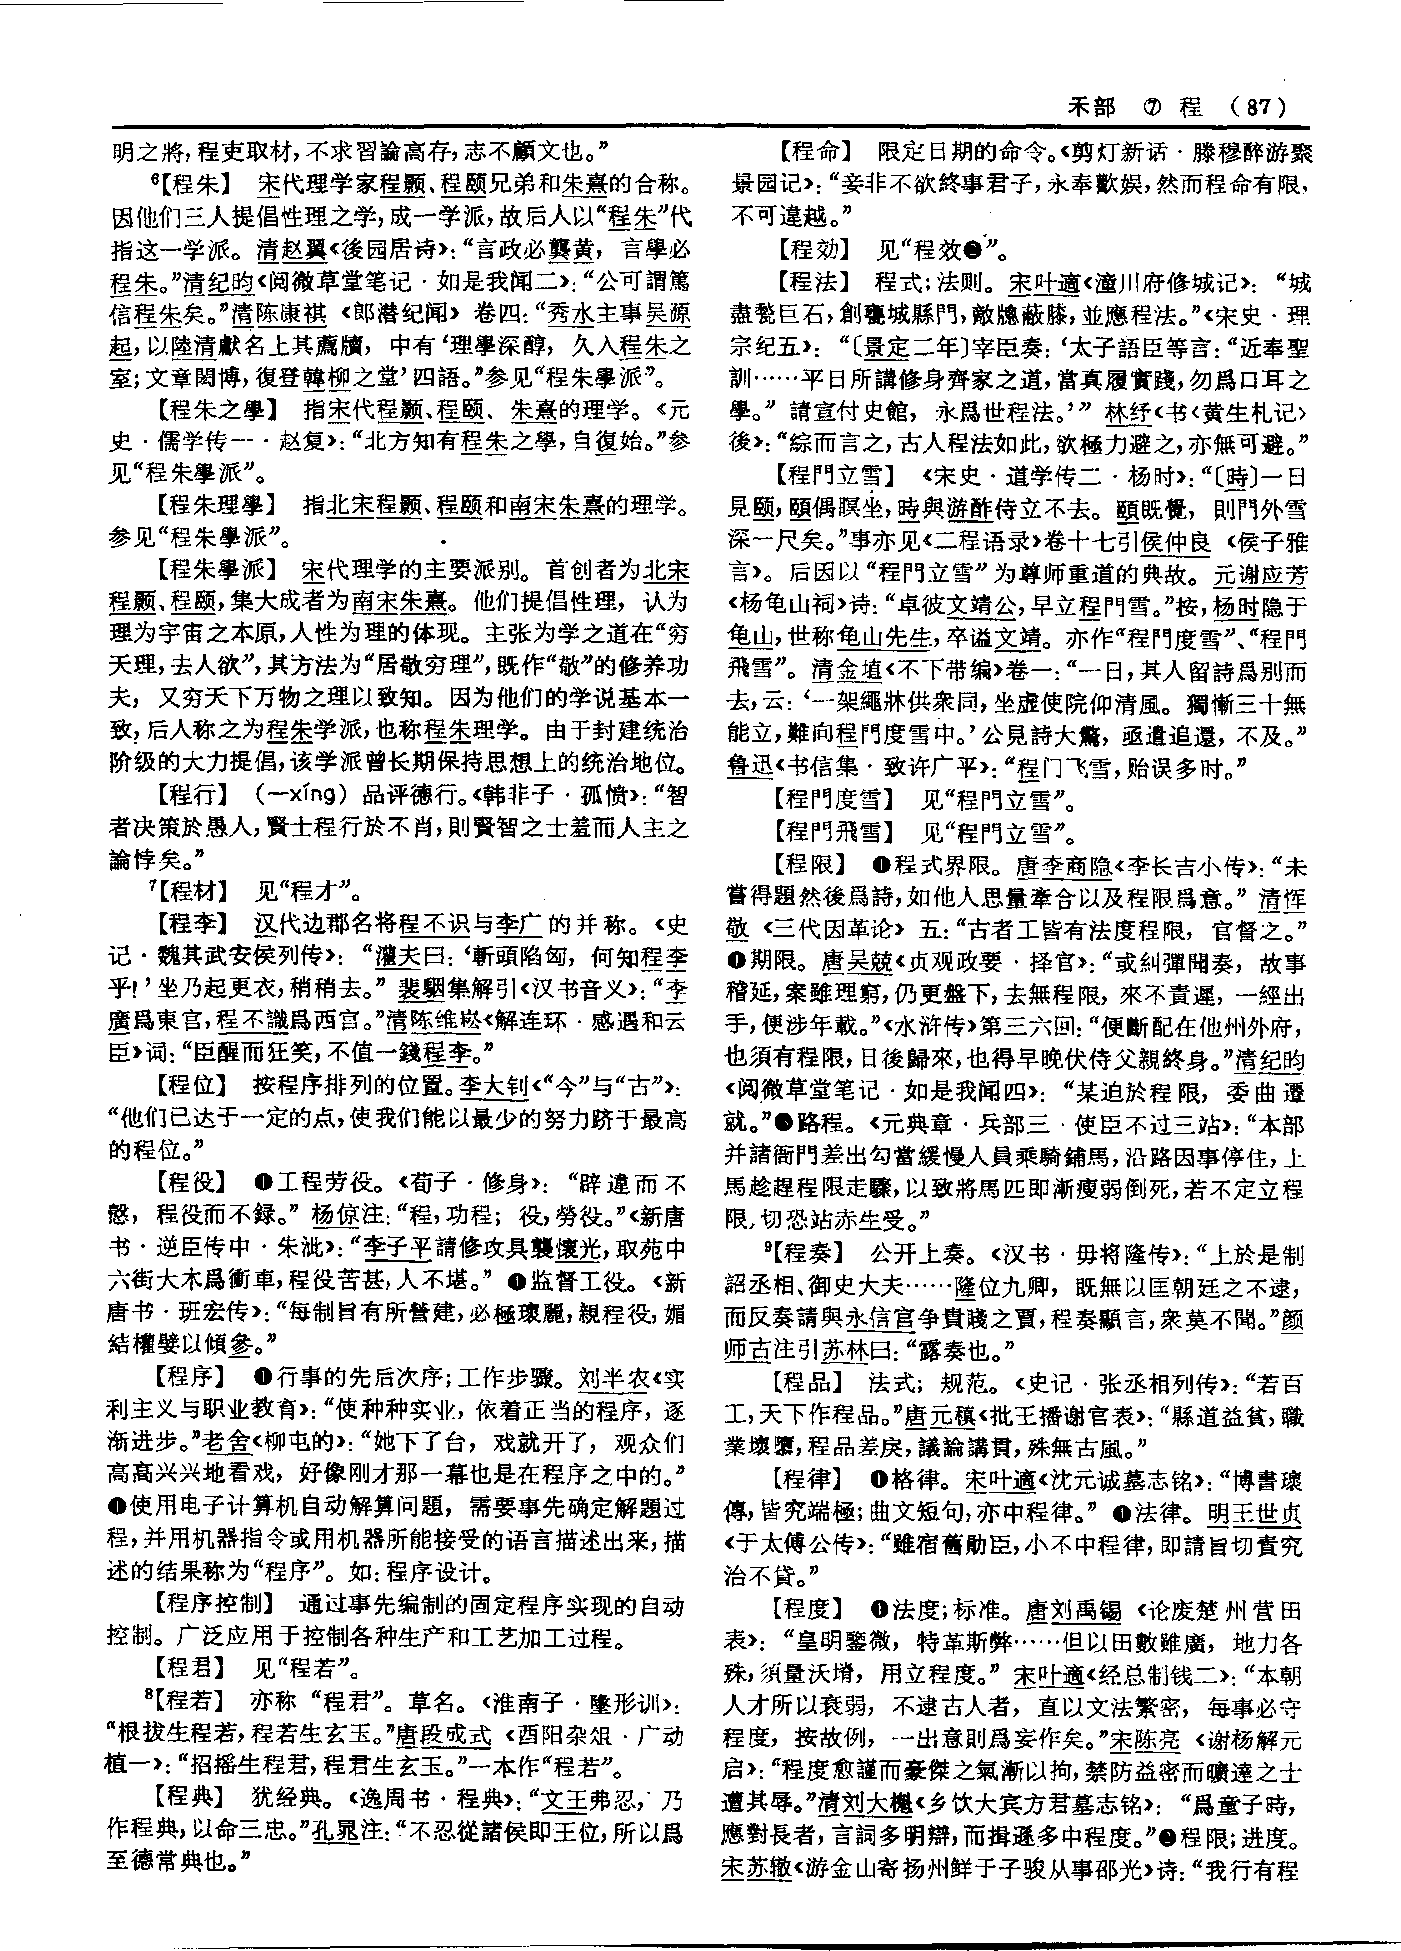 禾部 ⑦ 程 (87)
明之將，程吏取材，不求習論高存，志不顧文也。”
⁶【程朱】 宋代理学家程颢、程颐兄弟和朱熹的合称。
因他们三人提倡性理之学，成一学派，故后人以“程朱”代
指这一学派。清赵翼《後园居诗》：“言政必龔黄，言學必
程朱。”清纪昀《阅微草堂笔记·如是我闻二》：“公可謂篤
信程朱矣。”清陈康祺《郎潜纪闻》卷四：“秀水主事吴源
起，以陸清獻名上其薦牘，中有‘理學深醇，久入程朱之
室；文章閎博，復登韓柳之堂’四語。”参见“程朱學派”。
【程朱之學】 指宋代程颢、程颐、朱熹的理学。《元
史·儒学传一·赵复》：“北方知有程朱之學，自復始。”参
见“程朱學派”。
【程朱理學】 指北宋程颢、程颐和南宋朱熹的理学。
参见“程朱學派”。
【程朱學派】 宋代理学的主要派别。首创者为北宋
程颢、程颐，集大成者为南宋朱熹。他们提倡性理，认为
理为宇宙之本原，人性为理的体现。主张为学之道在“穷
天理，去人欲”，其方法为“居敬穷理”，既作“敬”的修养功
夫，又穷天下万物之理以致知。因为他们的学说基本一
致，后人称之为程朱学派，也称程朱理学。由于封建统治
阶级的大力提倡，该学派曾长期保持思想上的统治地位。
【程行】 （—xíng）品评德行。《韩非子·孤愤》：“智
者决策於愚人，賢士程行於不肖，則賢智之士羞而人主之
論悖矣。”
⁷【程材】 见“程才”。
【程李】 汉代边郡名将程不识与李广的并称。《史
记·魏其武安侯列传》：“灌夫曰：‘斬頭陷匈，何知程李
乎！’坐乃起更衣，稍稍去。”裴駰集解引《汉书音义》：“李
廣爲東宫，程不識爲西宫。”清陈维崧《解连环·感遇和云
臣》词：“臣醒而狂笑，不值一錢程李。”
【程位】 按程序排列的位置。李大钊《“今”与“古”》：
“他们已达于一定的点，使我们能以最少的努力跻于最高
的程位。”
【程役】 ❶工程劳役。《荀子·修身》：“辟違而不
慤，程役而不録。”杨倞注：“程，功程；役，勞役。”《新唐
书·逆臣传中·朱泚》：“李子平請修攻具襲懷光，取苑中
六街大木爲衝車，程役苦甚，人不堪。”❶监督工役。《新
唐书·班宏传》：“每制旨有所營建，必極瓌麗，親程役，媚
結權嬖以傾參。”
【程序】 ❶行事的先后次序；工作步骤。刘半农《实
利主义与职业教育》：“使种种实业，依着正当的程序，逐
渐进步。”老舍《柳屯的》：“她下了台，戏就开了，观众们
高高兴兴地看戏，好像刚才那一幕也是在程序之中的。”
❶使用电子计算机自动解算问题，需要事先确定解题过
程，并用机器指令或用机器所能接受的语言描述出来，描
述的结果称为“程序”。如：程序设计。
【程序控制】 通过事先编制的固定程序实现的自动
控制。广泛应用于控制各种生产和工艺加工过程。
【程君】 见“程若”。
⁸【程若】 亦称“程君”。草名。《淮南子·墬形训》：
“根拔生程若，程若生玄玉。”唐段成式《酉阳杂俎·广动
植一》：“招摇生程君，程君生玄玉。”一本作“程若”。
【程典】 犹经典。《逸周书·程典》：“文王弗忍，乃
作程典，以命三忠。”孔晁注：“不忍從諸侯即王位，所以爲
至德常典也。”
【程命】 限定日期的命令。《剪灯新话·滕穆醉游聚
景园记》：“妾非不欲終事君子，永奉歡娱，然而程命有限，
不可違越。”
【程効】 见“程效❷”。
【程法】 程式；法则。宋叶適《潼川府修城记》：“城
盡甃巨石，創甕城縣門，敵牕蔽膝，並應程法。”《宋史·理
宗纪五》：“〔景定二年〕宰臣奏：‘太子語臣等言：“近奉聖
訓……平日所講修身齊家之道，當真履實踐，勿爲口耳之
學。”請宣付史館，永爲世程法。’”林纾《书〈黄生札记〉
後》：“綜而言之，古人程法如此，欲極力避之，亦無可避。”
【程門立雪】 《宋史·道学传二·杨时》：“〔時〕一日
見颐，頤偶瞑坐，時與游酢侍立不去。頤既覺，則門外雪
深一尺矣。”事亦见《二程语录》卷十七引侯仲良《侯子雅
言》。后因以“程門立雪”为尊师重道的典故。元谢应芳
《杨龟山祠》诗：“卓彼文靖公，早立程門雪。”按，杨时隐于
龟山，世称龟山先生，卒谥文靖。亦作“程門度雪”、“程門
飛雪”。清金埴《不下带编》卷一：“一日，其人留詩爲别而
去，云：‘一架繩牀供衆同，坐虚使院仰清風。獨慚三十無
能立，難向程門度雪中。’公見詩大驚，亟遣追還，不及。”
鲁迅《书信集·致许广平》：“程门飞雪，贻误多时。”
【程門度雪】 见“程門立雪”。
【程門飛雪】 见“程門立雪”。
【程限】 ❶程式界限。唐李商隐《李长吉小传》：“未
嘗得題然後爲詩，如他人思量牽合以及程限爲意。”清恽
敬《三代因革论》五：“古者工皆有法度程限，官督之。”
❶期限。唐吴兢《贞观政要·择官》：“或糾彈聞奏，故事
稽延，案雖理窮，仍更盤下，去無程限，來不責遲，一經出
手，便涉年載。”《水浒传》第三六回：“便斷配在他州外府，
也須有程限，日後歸來，也得早晚伏侍父親終身。”清纪昀
《阅微草堂笔记·如是我闻四》：“某迫於程限，委曲遷
就。”❸路程。《元典章·兵部三·使臣不过三站》：“本部
并諸衙門差出勾當緩慢人員乘騎鋪馬，沿路因事停住，上
馬趁趕程限走驟，以致將馬匹即漸瘦弱倒死，若不定立程
限，切恐站赤生受。”
⁹【程奏】 公开上奏。《汉书·毋将隆传》：“上於是制
詔丞相、御史大夫……隆位九卿，既無以匡朝廷之不逮，
而反奏請與永信宫争貴賤之賈，程奏顯言，衆莫不聞。”颜
师古注引苏林曰：“露奏也。”
【程品】 法式；规范。《史记·张丞相列传》：“若百
工，天下作程品。”唐元稹《批王播谢官表》：“縣道益貧，職
業壞墮，程品差戾，議論講貫，殊無古風。”
【程律】 ❶格律。宋叶適《沈元诚墓志铭》：“博書瓌
傳，皆究端極；曲文短句，亦中程律。”❶法律。明王世贞
《于太傅公传》：“雖宿舊勛臣，小不中程律，即請旨切責究
治不貸。”
【程度】 ❶法度；标准。唐刘禹锡《论废楚州营田
表》：“皇明鑒微，特革斯弊……但以田數雖廣，地力各
殊，須量沃塉，用立程度。”宋叶適《经总制钱二》：“本朝
人才所以衰弱，不逮古人者，直以文法繁密，每事必守
程度，按故例，一出意則爲妄作矣。”宋陈亮《谢杨解元
启》：“程度愈謹而豪傑之氣漸以拘，禁防益密而曠達之士
遭其辱。”清刘大櫆《乡饮大宾方君墓志铭》：“爲童子時，
應對長者，言詞多明辯，而揖遜多中程度。”❷程限；进度。
宋苏辙《游金山寄扬州鲜于子骏从事邵光》诗：“我行有程